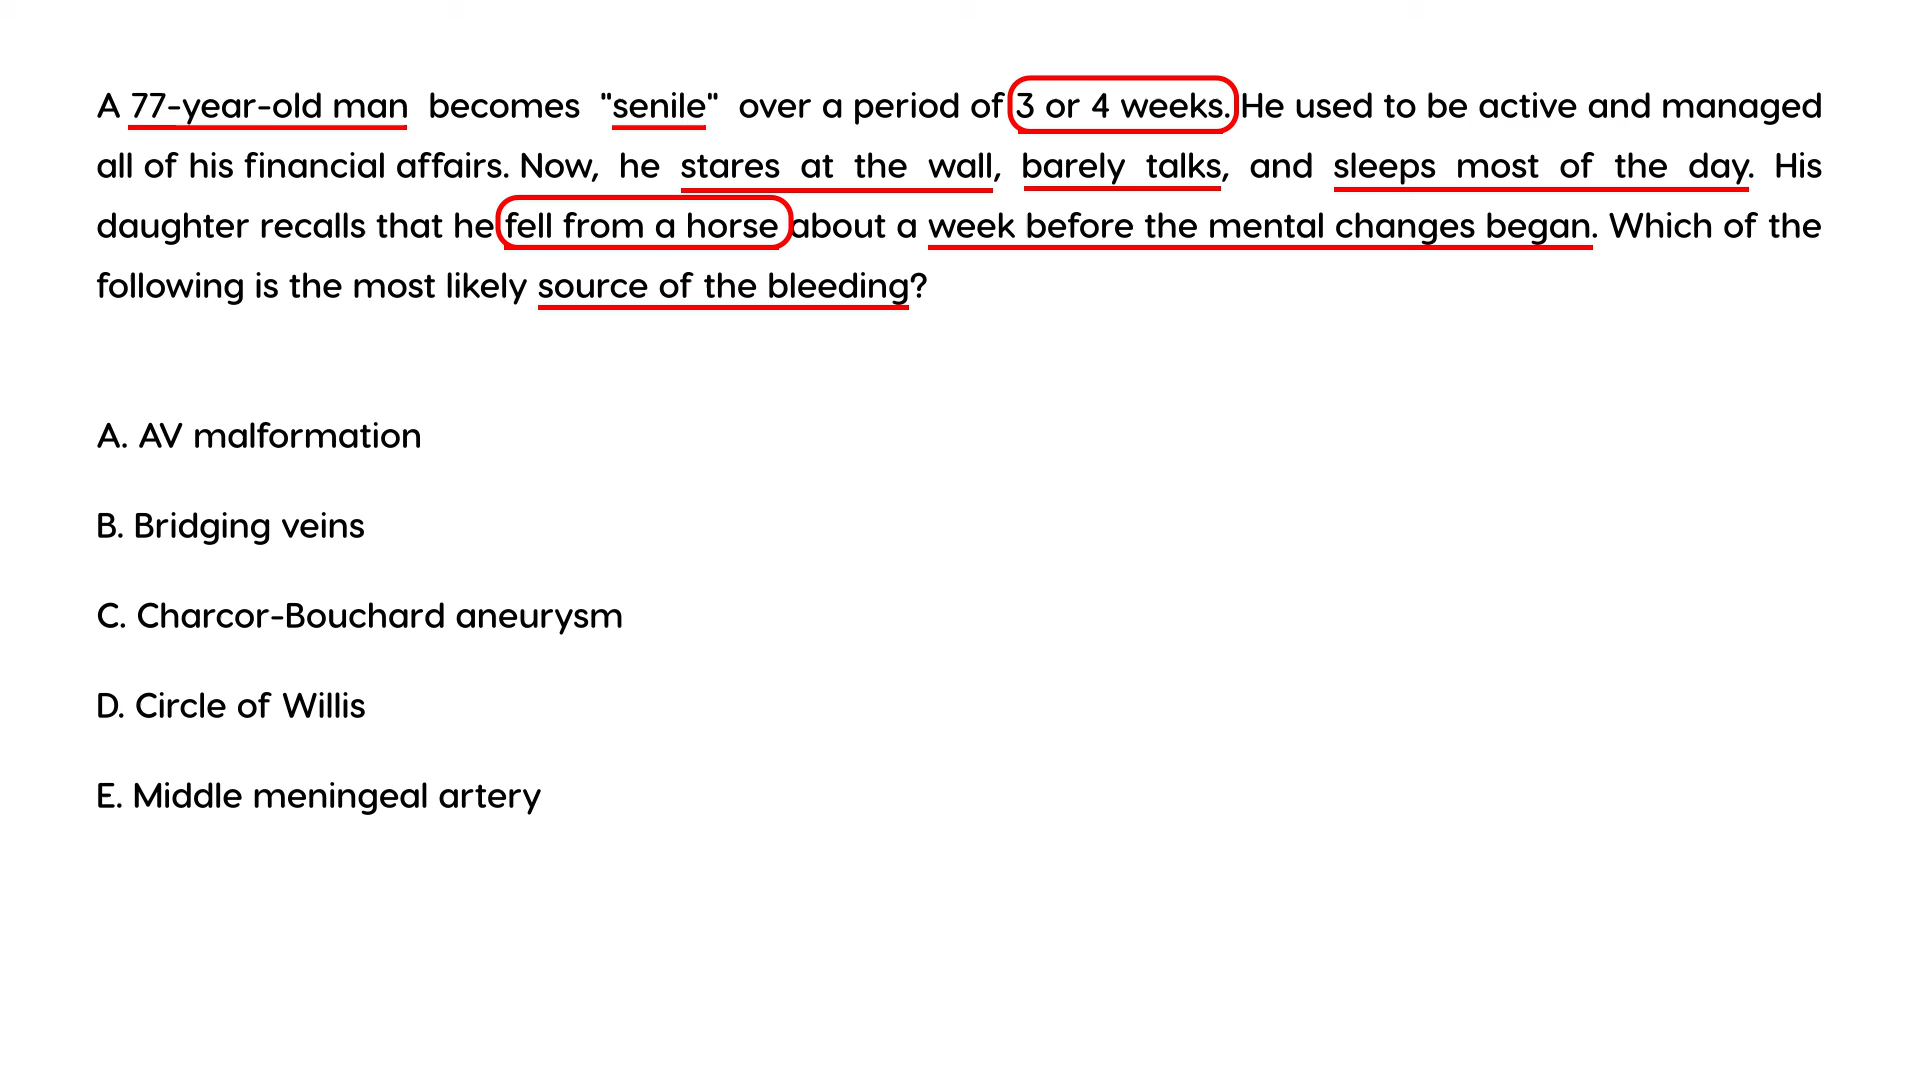 A 77-year-old man becomes "senile" over a period of 3 or 4 weeks. He used to be active and managed
all of his financial affairs. Now, he stares at the wall, barely talks, and sleeps most of the day. His
daughter recalls that he fell from a horse about a week before the mental changes began. Which of the
following is the most likely source of the bleeding?
A. AV malformation
B. Bridging veins
C. Charcor-Bouchard aneurysm
D. Circle of Willis
E. Middle meningeal artery